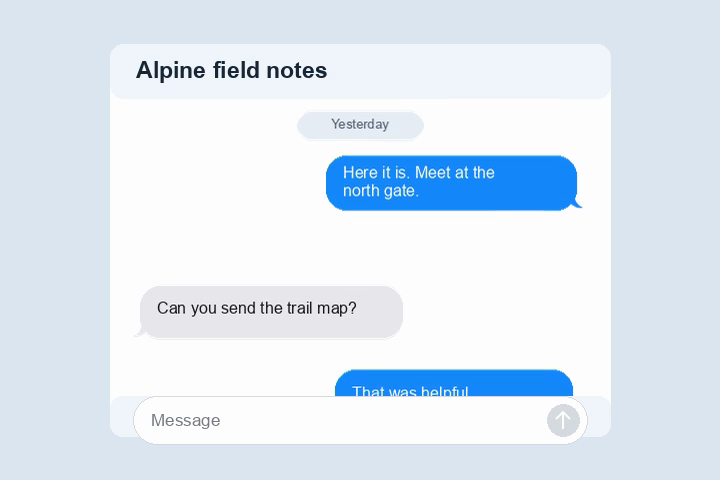 Alpine field notes
Yesterday
Here it is. Meet at the
north gate.
Can you send the trail map?
That was helpful
Message